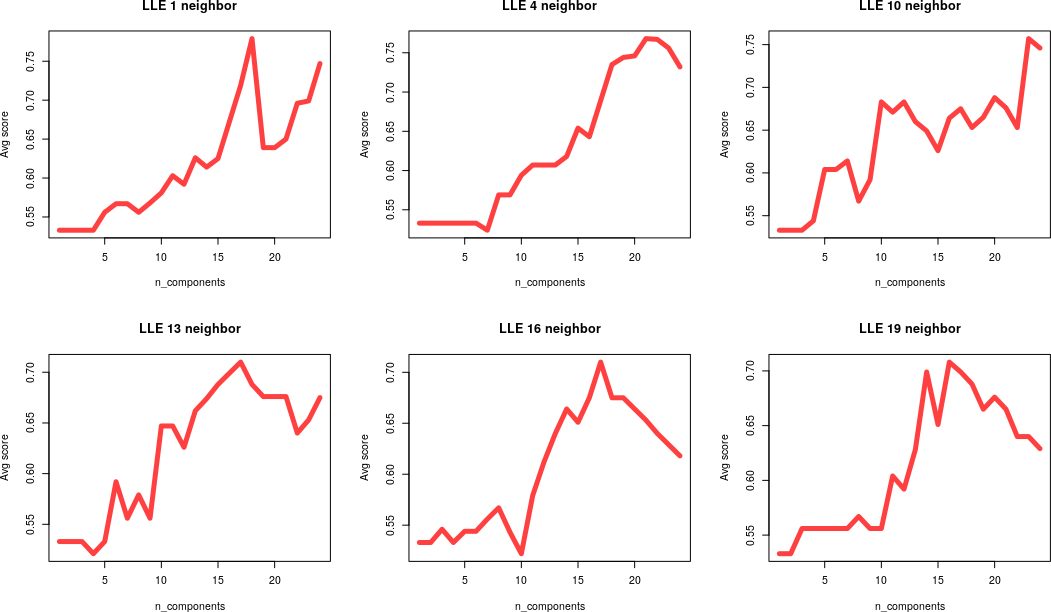 LLE 1 neighbor
Avg score
0.75
0.70
0.65
0.60
0.55
5 10 15 20
n_components
LLE 4 neighbor
Avg score
0.75
0.70
0.65
0.60
0.55
5 10 15 20
n_components
LLE 10 neighbor
Avg score
0.75
0.70
0.65
0.60
0.55
5 10 15 20
n_components
LLE 13 neighbor
Avg score
0.70
0.65
0.60
0.55
5 10 15 20
n_components
LLE 16 neighbor
Avg score
0.70
0.65
0.60
0.55
5 10 15 20
n_components
LLE 19 neighbor
Avg score
0.70
0.65
0.60
0.55
5 10 15 20
n_components